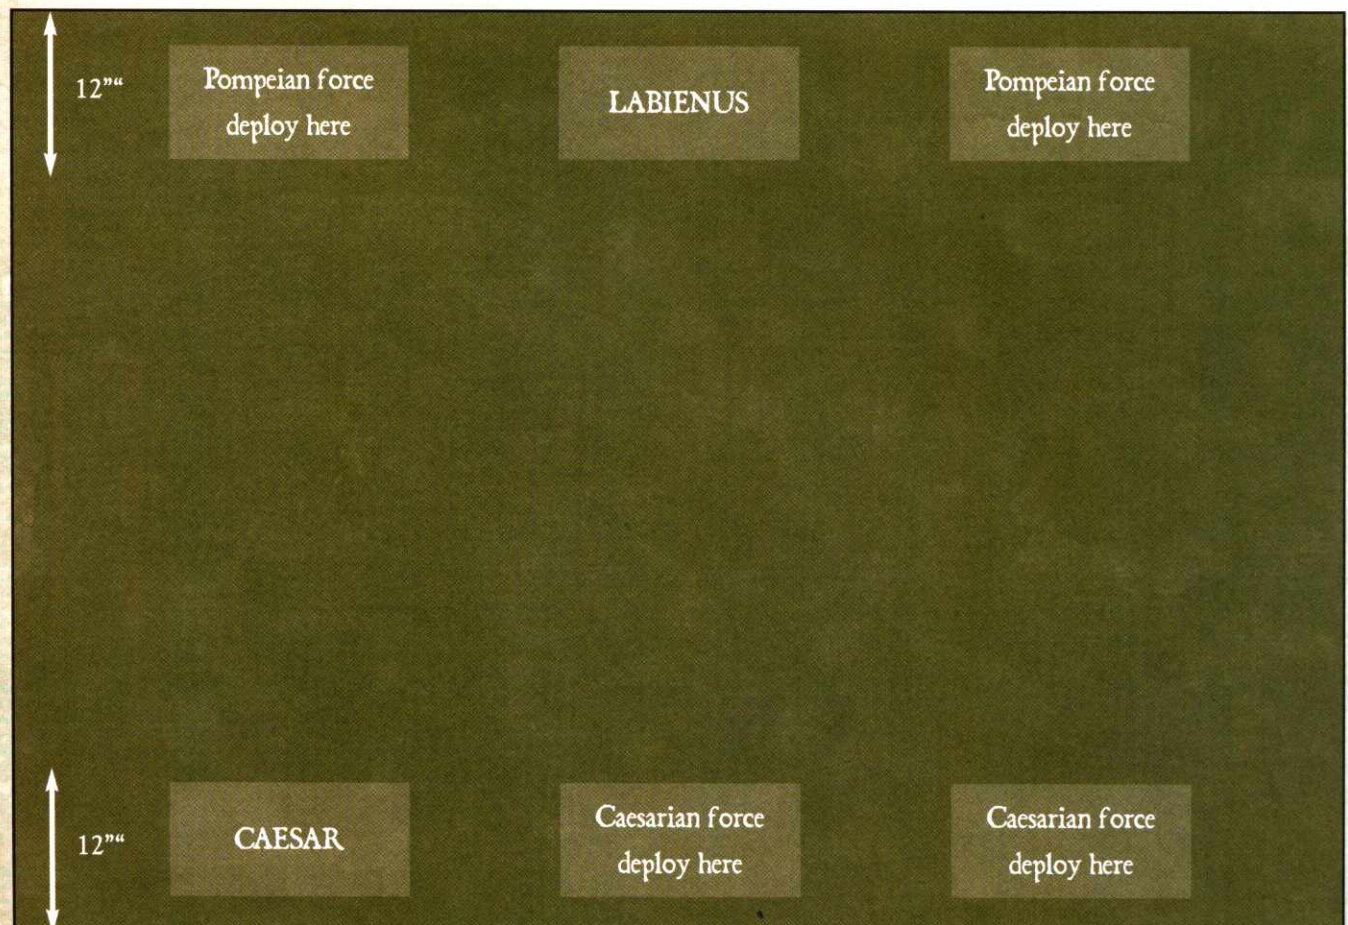 12”“
Pompeian force
deploy here
LABIENUS
Pompeian force
deploy here
12”“
CAESAR
Caesarian force
deploy here
Caesarian force
deploy here